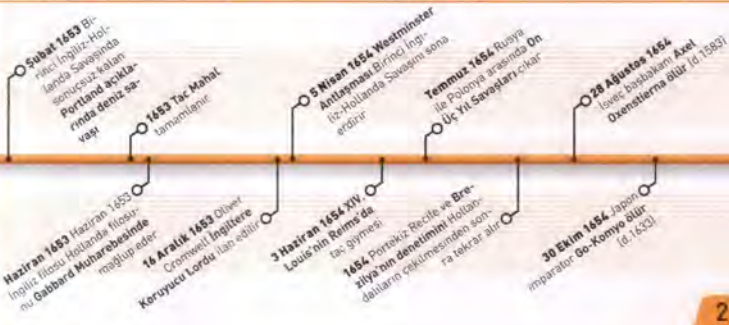 Şubat 1653 Bi-
rinci İngiliz-Hol-
landa Savaşında
sonuçsuz kalan
Portland açıkla-
rında deniz sa-
vaşı
1653 Tac Mahal
tamamlanır
5 Nisan 1654 Westminster
Antlaşması Birinci İngi-
liz-Hollanda Savaşını sona
erdirir
Temmuz 1654 Rusya
ile Polonya arasında On
Üç Yıl Savaşları çıkar
28 Ağustos 1654
İsveç başbakanı Axel
Oxenstierna ölür [d.1583]
Haziran 1653 Haziran 1653
İngiliz filosu Hollanda filosu-
nu Gabbard Muharebesinde
mağlup eder
16 Aralık 1653 Oliver
Cromwell İngiltere
Koruyucu Lordu ilan edilir
3 Haziran 1654 XIV.
Louis'nin Reims'da
taç giymesi
1654 Portekiz Recife ve Bre-
zilya'nın denetimini Hollan-
dalıların çekilmesinden son-
ra tekrar alır
30 Ekim 1654 Japon
imparator Go-Komyo ölür
[d.1633]
2